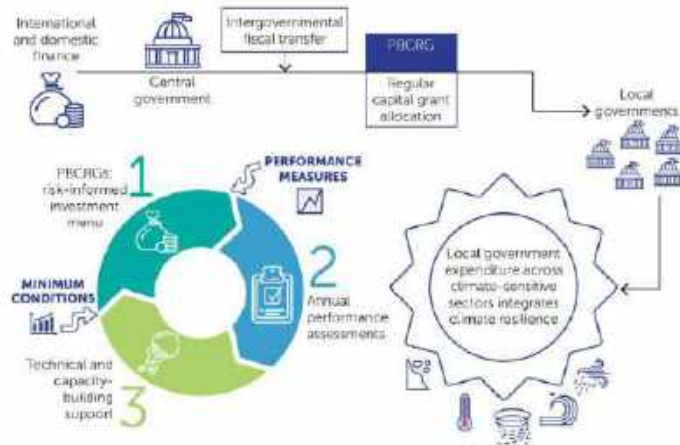 International
and domestic
finance
Central
government
Intergovernmental
fiscal transfer
PBCRG
Regular
capital grant
allocation
Local
governments
1
PBCRGs:
risk-informed
investment
menu
PERFORMANCE
MEASURES
2
Annual
performance
assessments
MINIMUM
CONDITIONS
Technical and
capacity-
building
support
3
Local government
expenditure across
climate-sensitive
sectors integrates
climate resilience